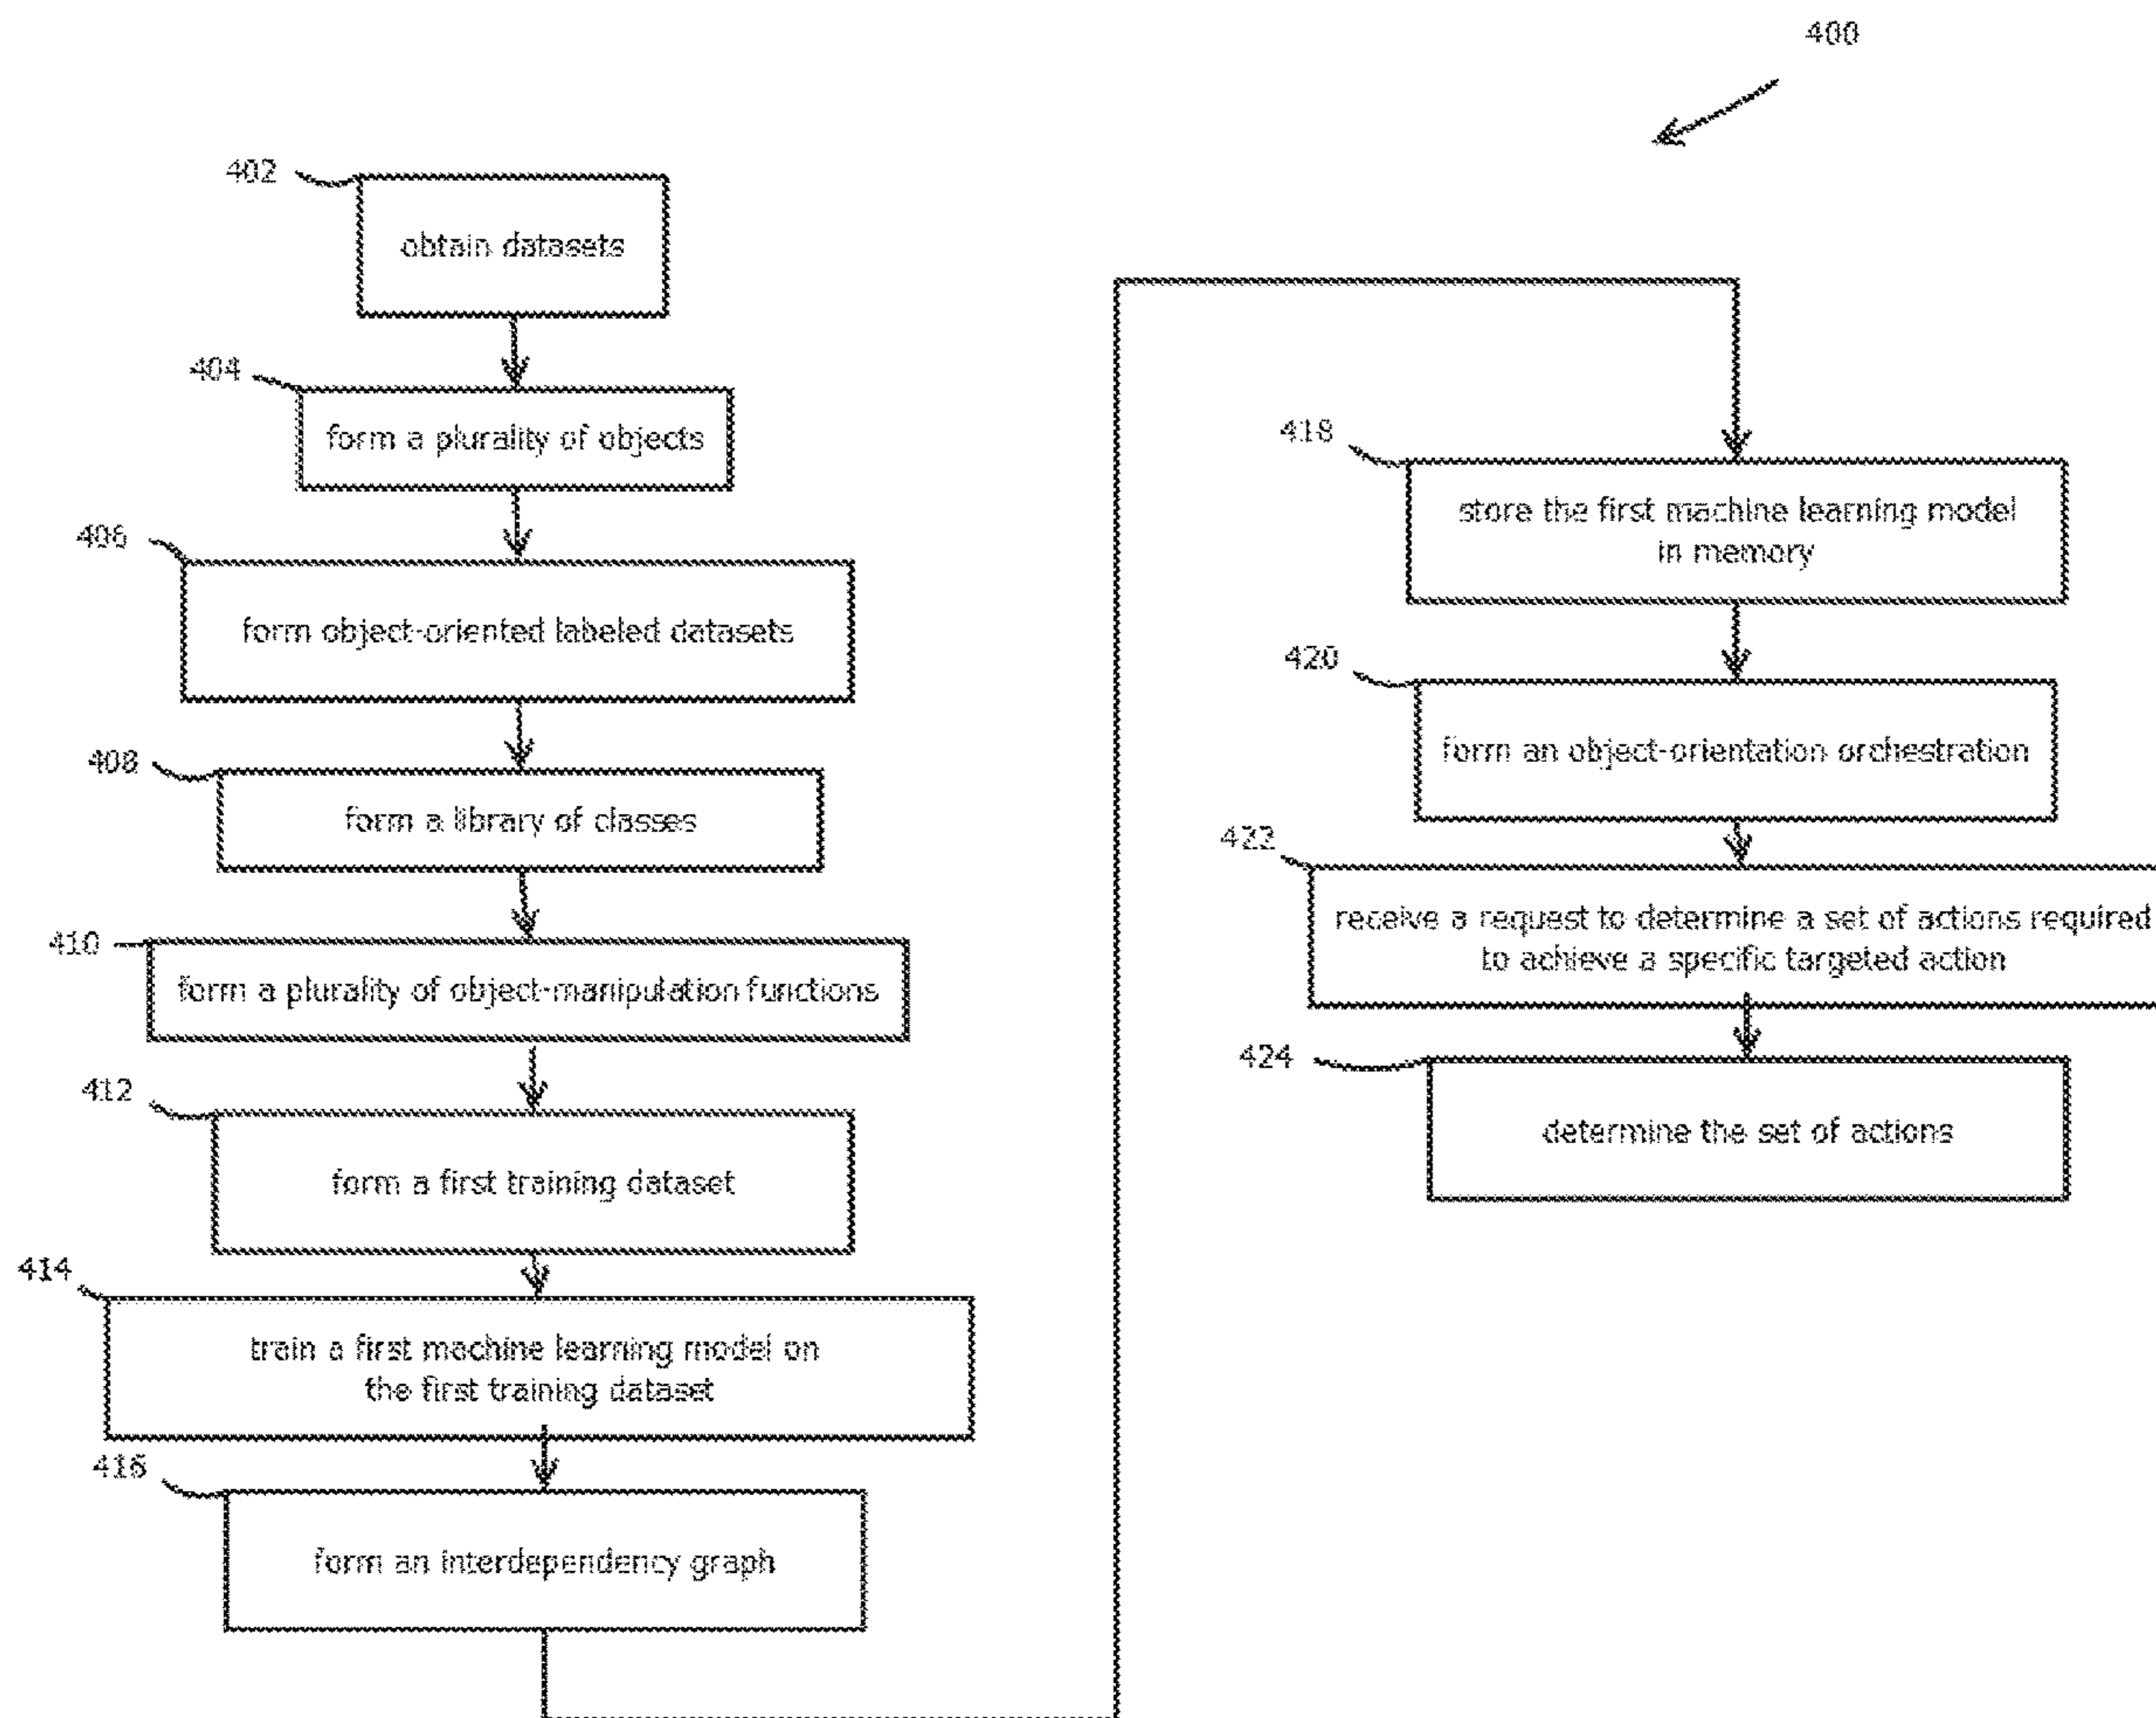 400
402
obtain datasets
404
form a plurality of objects
406
form object-oriented labeled datasets
408
form a library of classes
410
form a plurality of object-manipulation functions
412
form a first training dataset
414
train a first machine learning model on
the first training dataset
416
form an interdependency graph
418
store the first machine learning model
in memory
420
form an object-orientation orchestration
422
receive a request to determine a set of actions required
to achieve a specific targeted action
424
determine the set of actions